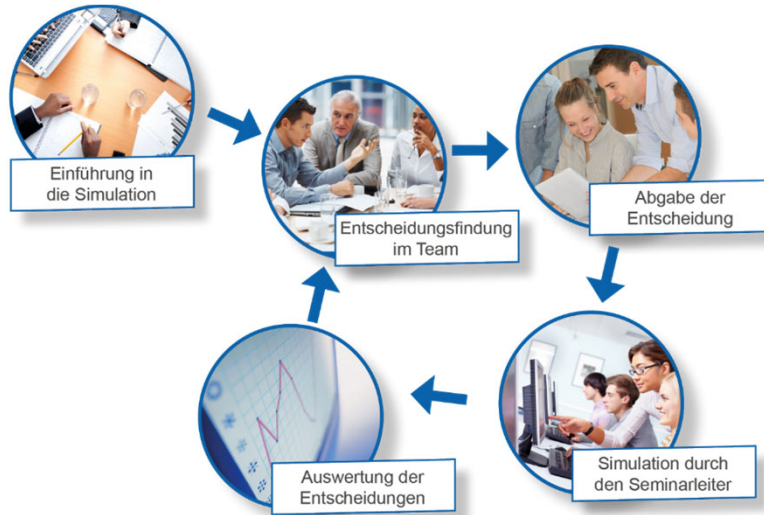 Einführung in
die Simulation
Entscheidungsfindung
im Team
Abgabe der
Entscheidung
Simulation durch
den Seminarleiter
Auswertung der
Entscheidungen